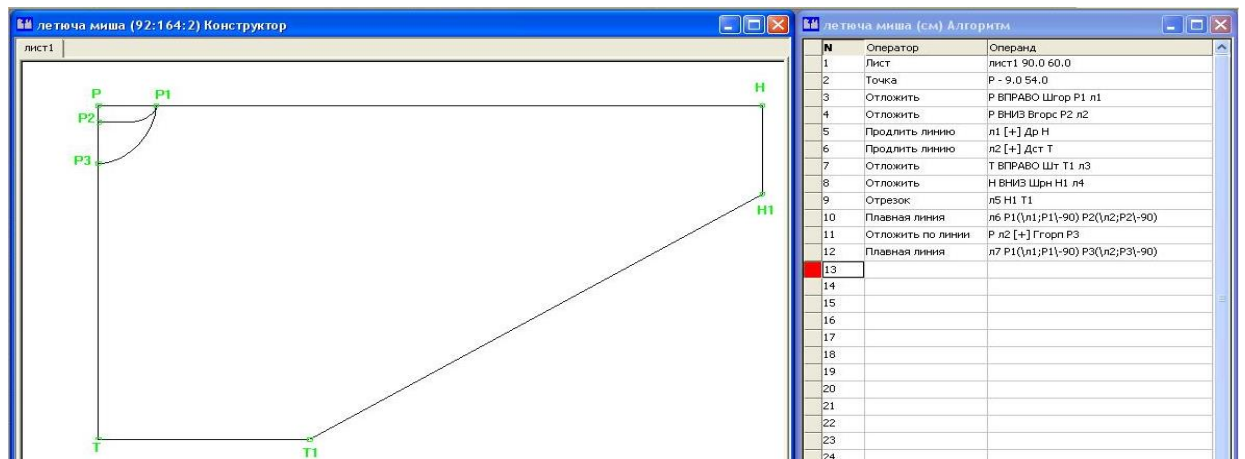 летюча миша (92:164:2) Конструктор
лист1
P P1 H
P2
P3
H1
T T1
летюча миша (см) Алгоритм
N Оператор Операнд
1 Лист лист1 90.0 60.0
2 Точка P - 9.0 54.0
3 Отложить P ВПРАВО Шгор P1 л1
4 Отложить P ВНИЗ Вгорс P2 л2
5 Продлить линию л1 [+] Др H
6 Продлить линию л2 [+] Дст T
7 Отложить T ВПРАВО Шт T1 л3
8 Отложить H ВНИЗ Шрн H1 л4
9 Отрезок л5 H1 T1
10 Плавная линия л6 P1(\л1;P1\-90) P2(\л2;P2\-90)
11 Отложить по линии P л2 [+] Ггорп P3
12 Плавная линия л7 P1(\л1;P1\-90) P3(\л2;P3\-90)
13
14
15
16
17
18
19
20
21
22
23
24